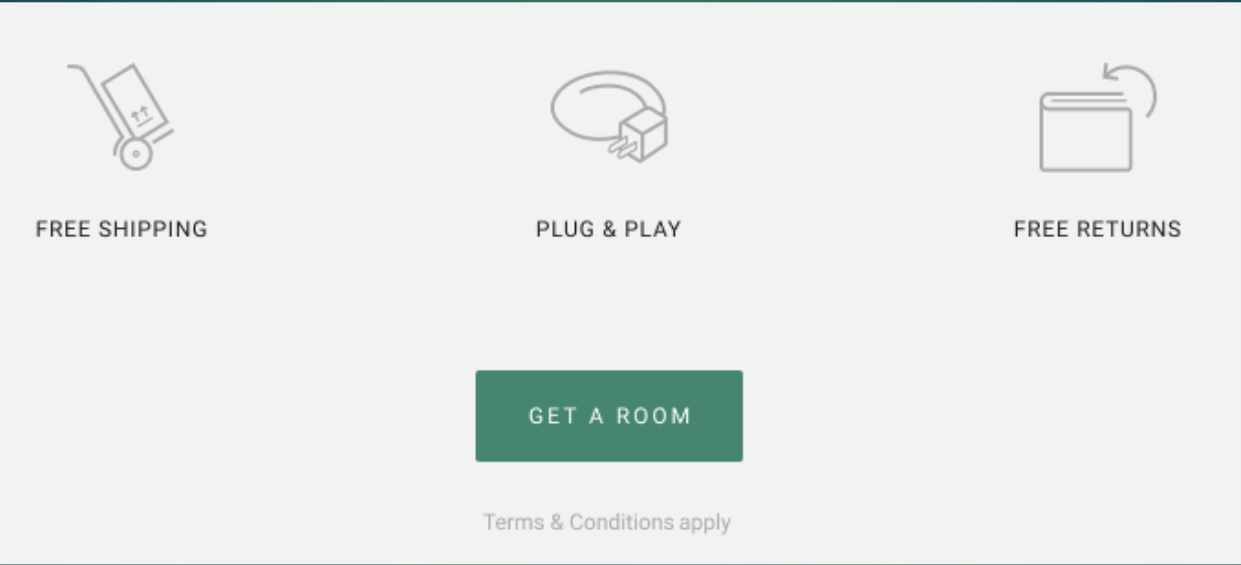 FREE SHIPPING
PLUG & PLAY
FREE RETURNS
GET A ROOM
Terms & Conditions apply